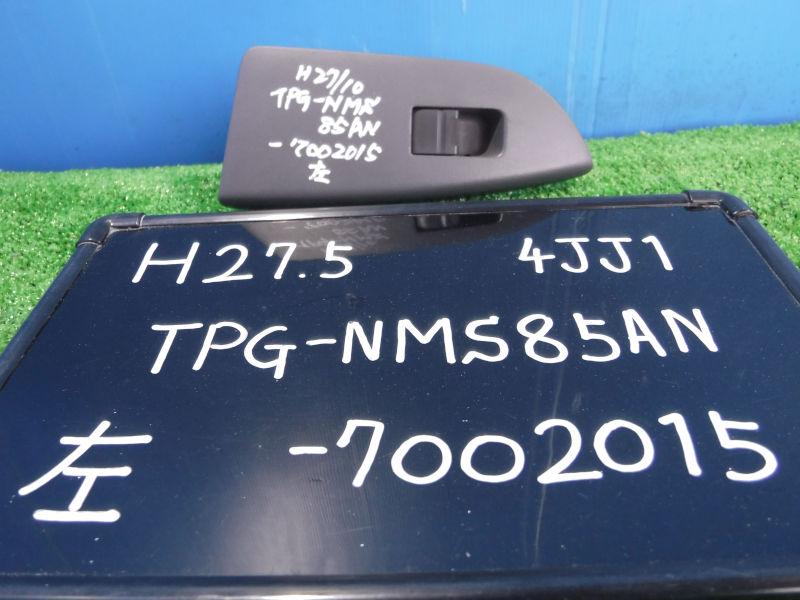 H27/10
TPG-NMS
85AN
-7002015
左
H27.5 4JJ1
TPG-NMS85AN
左 -7002015